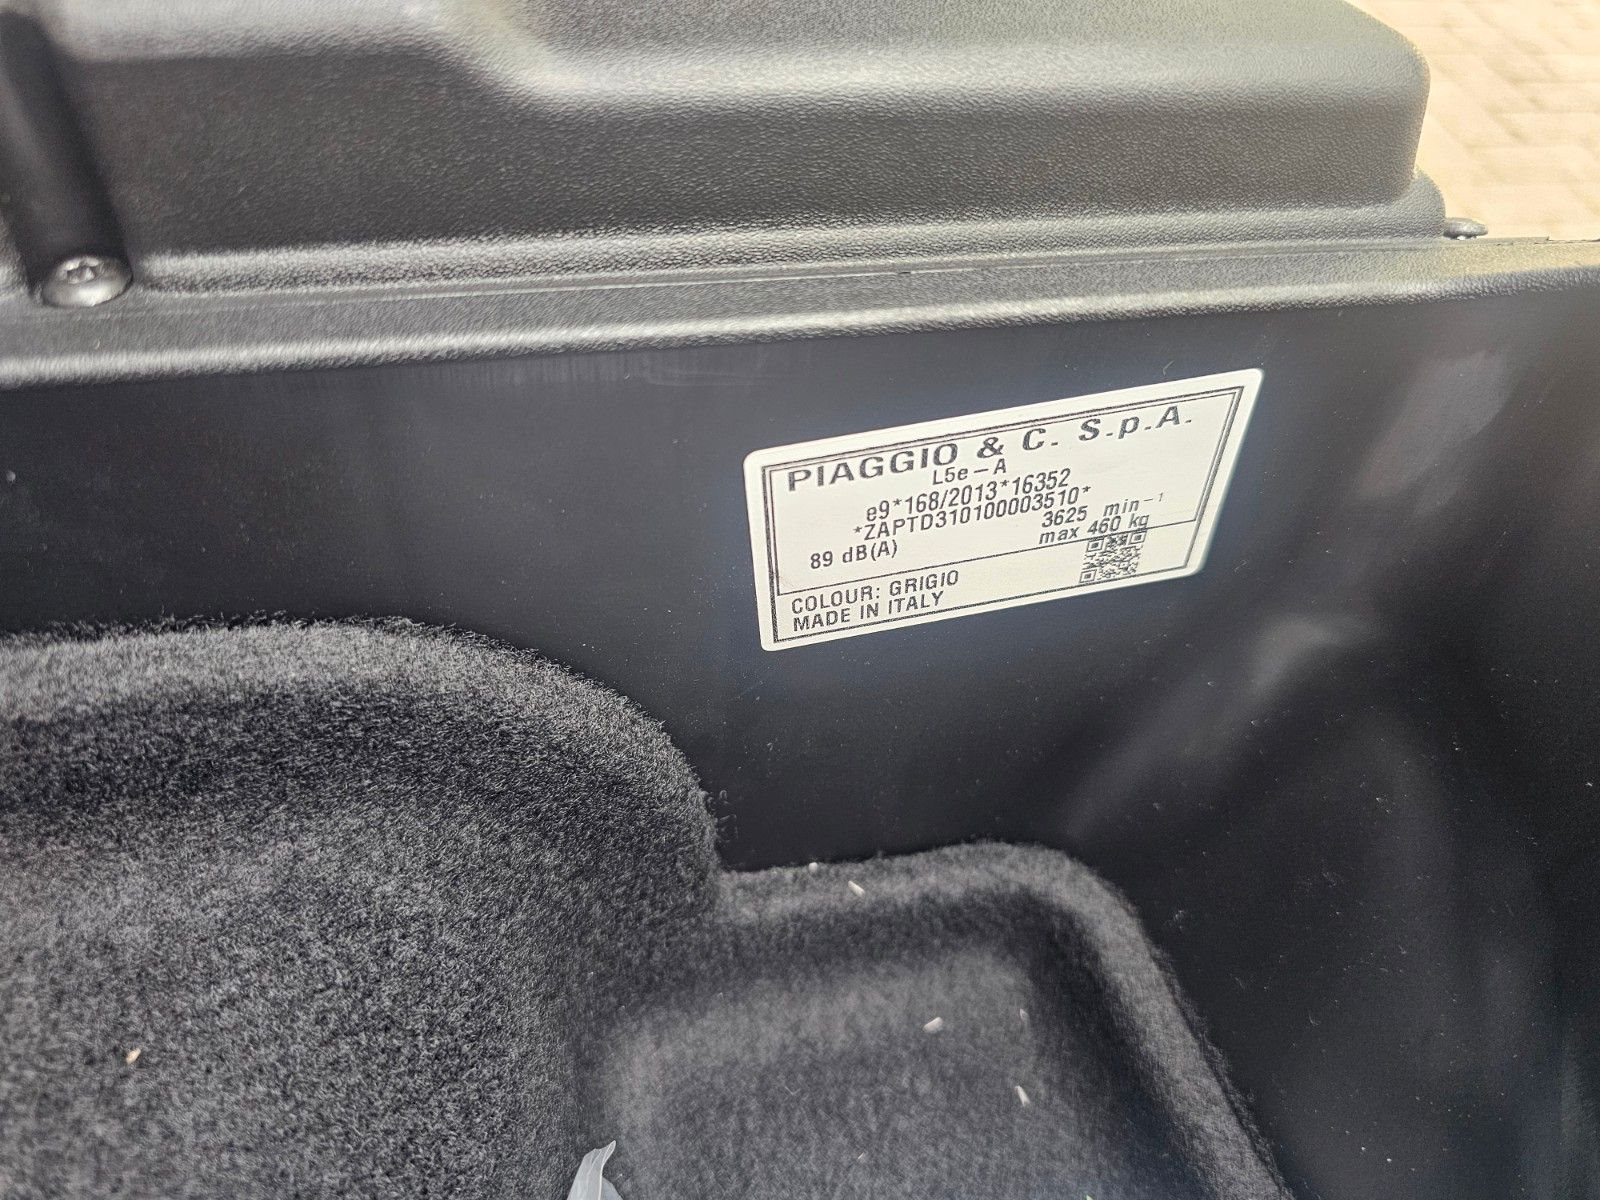 PIAGGIO & C. S.p.A.
L5e-A
e9*168/2013*16352
*ZAPTD310100003510*
89 dB(A) 3625 min-1
max 460 kg
COLOUR: GRIGIO
MADE IN ITALY